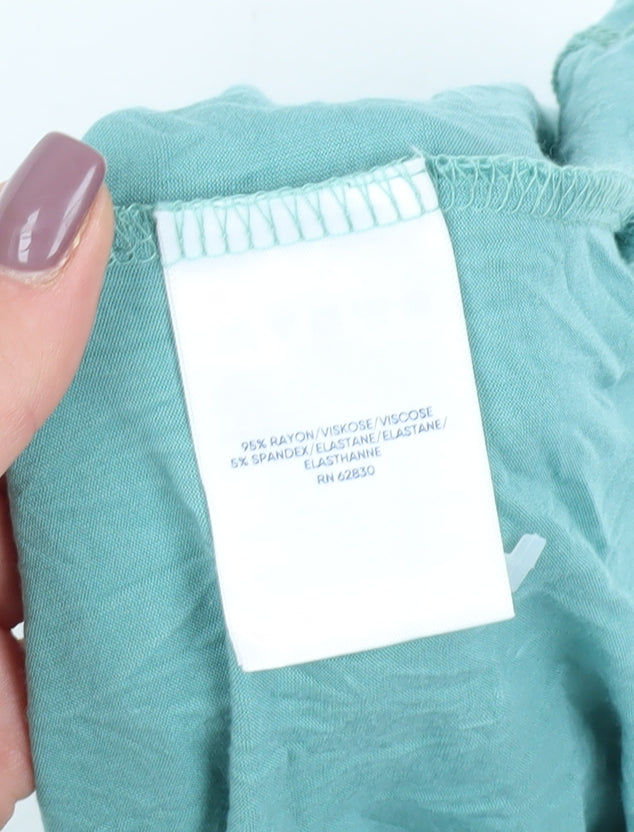 95% RAYON/VISKOSE/VISCOSE
5% SPANDEX/ELASTANE/ELASTANE/
ELASTHANNE
RN 62830